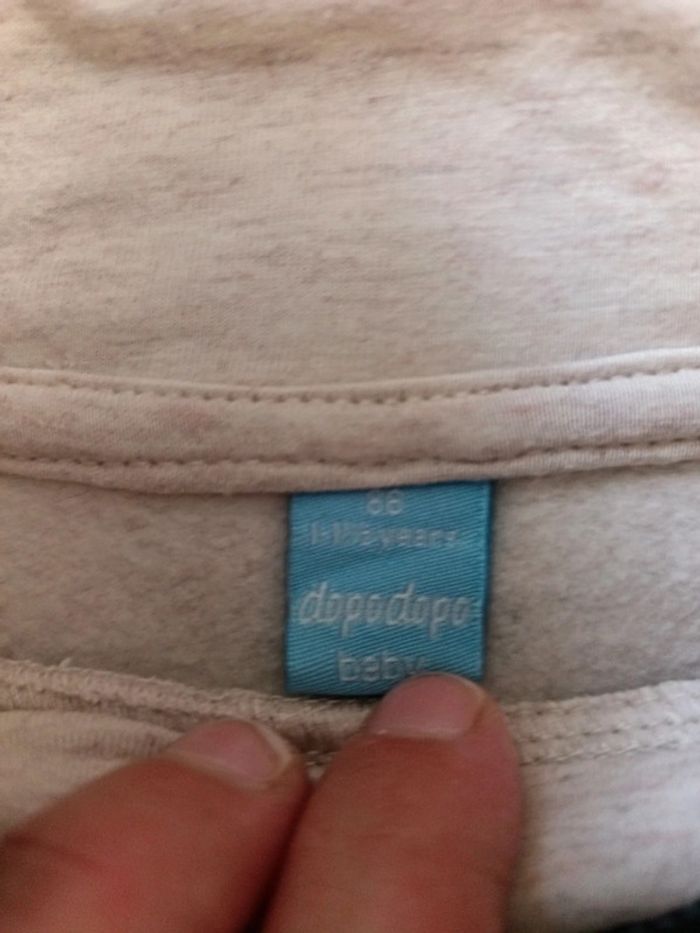 86
1-1½ years
dopodopo
baby